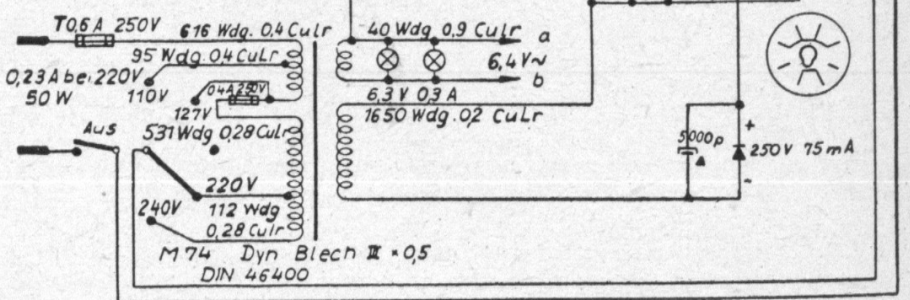 T0,6A 250V
616 Wdg. 0,4 CuLr
40 Wdg 0,9 CuLr
a
95 Wdg. 0,4 CuLr
6,4V~
0,23A bei 220V
0,4A 250V
b
50 W
110V
6,3 V 0,3 A
127V
1650 Wdg. 0,2 CuLr
Aus
531 Wdg 0,28 CuLr
5000p
+
250V 75mA
-
220V
240V
112 Wdg
0,28 CuLr
M74 Dyn Blech III × 0,5
DIN 46400